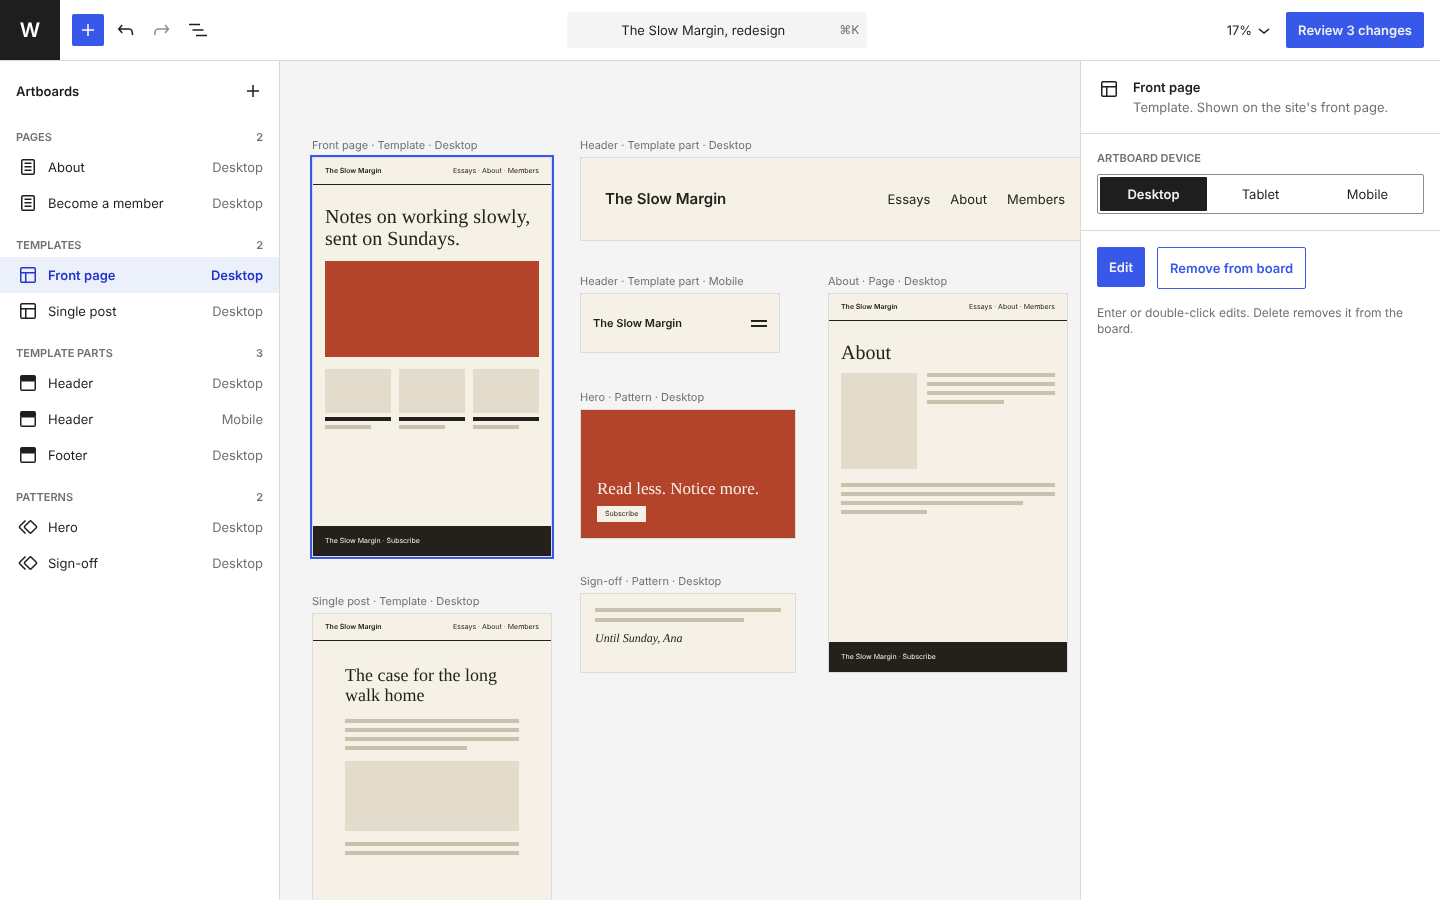 W
The Slow Margin, redesign
⌘K
17%
Review 3 changes
Artboards
PAGES 2
About Desktop
Become a member Desktop
TEMPLATES 2
Front page Desktop
Single post Desktop
TEMPLATE PARTS 3
Header Desktop
Header Mobile
Footer Desktop
PATTERNS 2
Hero Desktop
Sign-off Desktop
Front page · Template · Desktop
The Slow Margin Essays · About · Members
Notes on working slowly,
sent on Sundays.
The Slow Margin · Subscribe
Single post · Template · Desktop
The Slow Margin Essays · About · Members
The case for the long
walk home
Header · Template part · Desktop
The Slow Margin Essays About Members
Header · Template part · Mobile
The Slow Margin
Hero · Pattern · Desktop
Read less. Notice more.
Subscribe
Sign-off · Pattern · Desktop
Until Sunday, Ana
About · Page · Desktop
The Slow Margin Essays · About · Members
About
The Slow Margin · Subscribe
Front page
Template. Shown on the site's front page.
ARTBOARD DEVICE
Desktop Tablet Mobile
Edit Remove from board
Enter or double-click edits. Delete removes it from the
board.